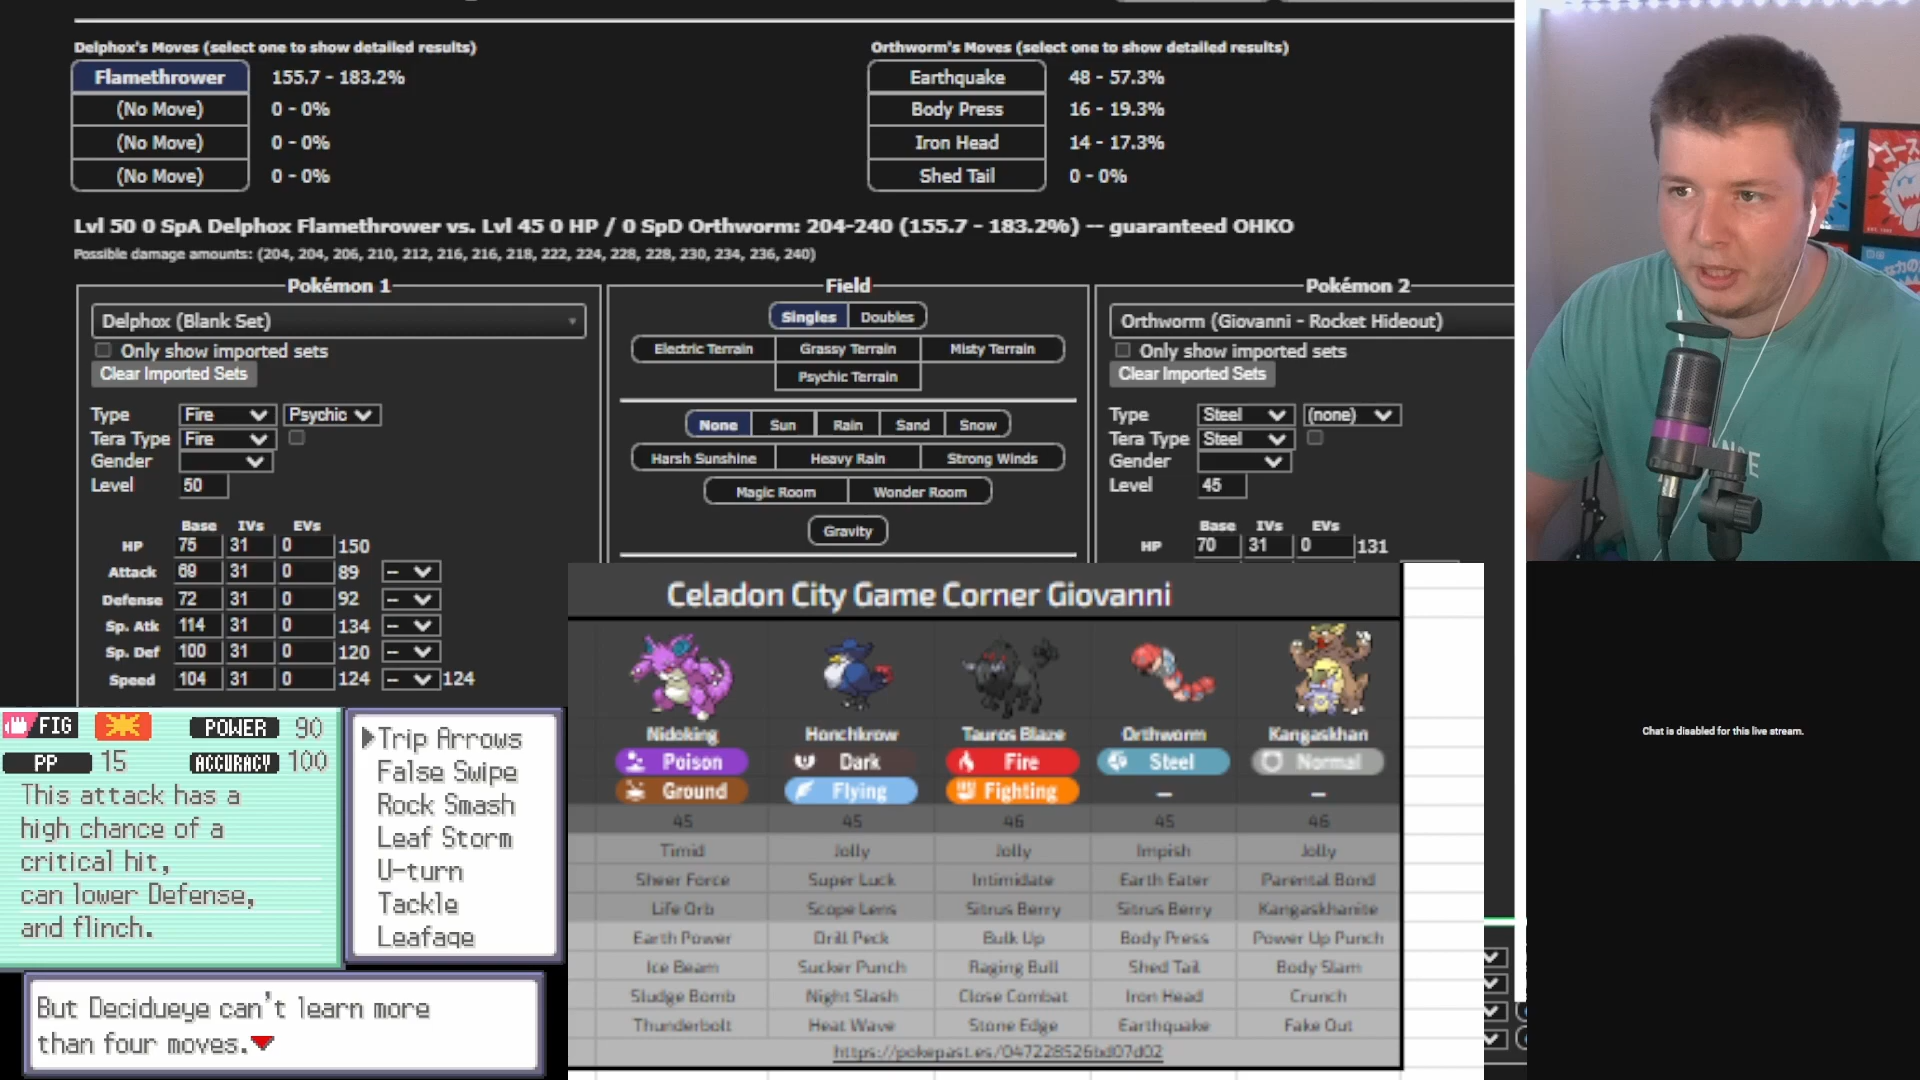 Delphox's Moves (select one to show detailed results)
Flamethrower 155.7 - 183.2%
(No Move) 0 - 0%
(No Move) 0 - 0%
(No Move) 0 - 0%
Orthworm's Moves (select one to show detailed results)
Earthquake 48 - 57.3%
Body Press 16 - 19.3%
Iron Head 14 - 17.3%
Shed Tail 0 - 0%
Lvl 50 0 SpA Delphox Flamethrower vs. Lvl 45 0 HP / 0 SpD Orthworm: 204-240 (155.7 - 183.2%) -- guaranteed OHKO
Possible damage amounts: (204, 204, 206, 210, 212, 216, 216, 218, 222, 224, 228, 228, 230, 234, 236, 240)
Pokémon 1
Delphox (Blank Set)
Only show imported sets
Clear Imported Sets
Type Fire Psychic
Tera Type Fire
Gender
Level 50
Base IVs EVs
HP 75 31 0 150
Attack 69 31 0 89 --
Defense 72 31 0 92 --
Sp. Atk 114 31 0 134 --
Sp. Def 100 31 0 120 --
Speed 104 31 0 124 -- 124
Field
Singles Doubles
Electric Terrain Grassy Terrain Misty Terrain
Psychic Terrain
None Sun Rain Sand Snow
Harsh Sunshine Heavy Rain Strong Winds
Magic Room Wonder Room
Gravity
Pokémon 2
Orthworm (Giovanni - Rocket Hideout)
Only show imported sets
Clear Imported Sets
Type Steel (none)
Tera Type Steel
Gender
Level 45
Base IVs EVs
HP 70 31 0 131
Celadon City Game Corner Giovanni
Nidoking Honchkrow Tauros Blaze Orthworm Kangaskhan
Poison Dark Fire Steel Normal
Ground Flying Fighting – –
45 45 46 45 46
Timid Jolly Jolly Impish Jolly
Sheer Force Super Luck Intimidate Earth Eater Parental Bond
Life Orb Scope Lens Sitrus Berry Sitrus Berry Kangaskhanite
Earth Power Drill Peck Bulk Up Body Press Power Up Punch
Ice Beam Sucker Punch Raging Bull Shed Tail Body Slam
Sludge Bomb Night Slash Close Combat Iron Head Crunch
Thunderbolt Heat Wave Stone Edge Earthquake Fake Out
https://pokepast.es/047228526bd07d02
FIG POWER 90
PP 15 ACCURACY 100
This attack has a
high chance of a
critical hit,
can lower Defense,
and flinch.
Trip Arrows
False Swipe
Rock Smash
Leaf Storm
U-turn
Tackle
Leafage
But Decidueye can't learn more
than four moves.
Chat is disabled for this live stream.